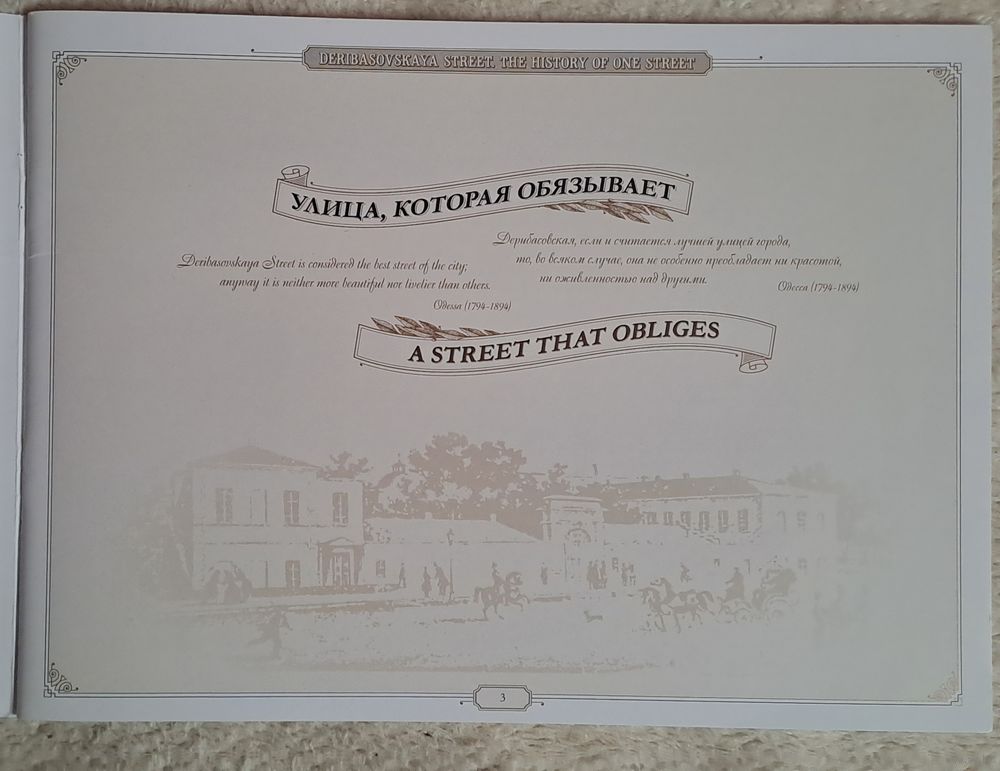 DERIBASOVSKAYA STREET. THE HISTORY OF ONE STREET
УЛИЦА, КОТОРАЯ ОБЯЗЫВАЕТ
Дерибасовская, если и считается лучшей улицей города,
то, во всяком случае, она не особенно преобладает ни красотой,
ни оживленностью над другими.
Одесса (1794-1894)
Deribasovskaya Street is considered the best street of the city;
anyway it is neither more beautiful nor livelier than others.
Odessa (1794-1894)
A STREET THAT OBLIGES
3